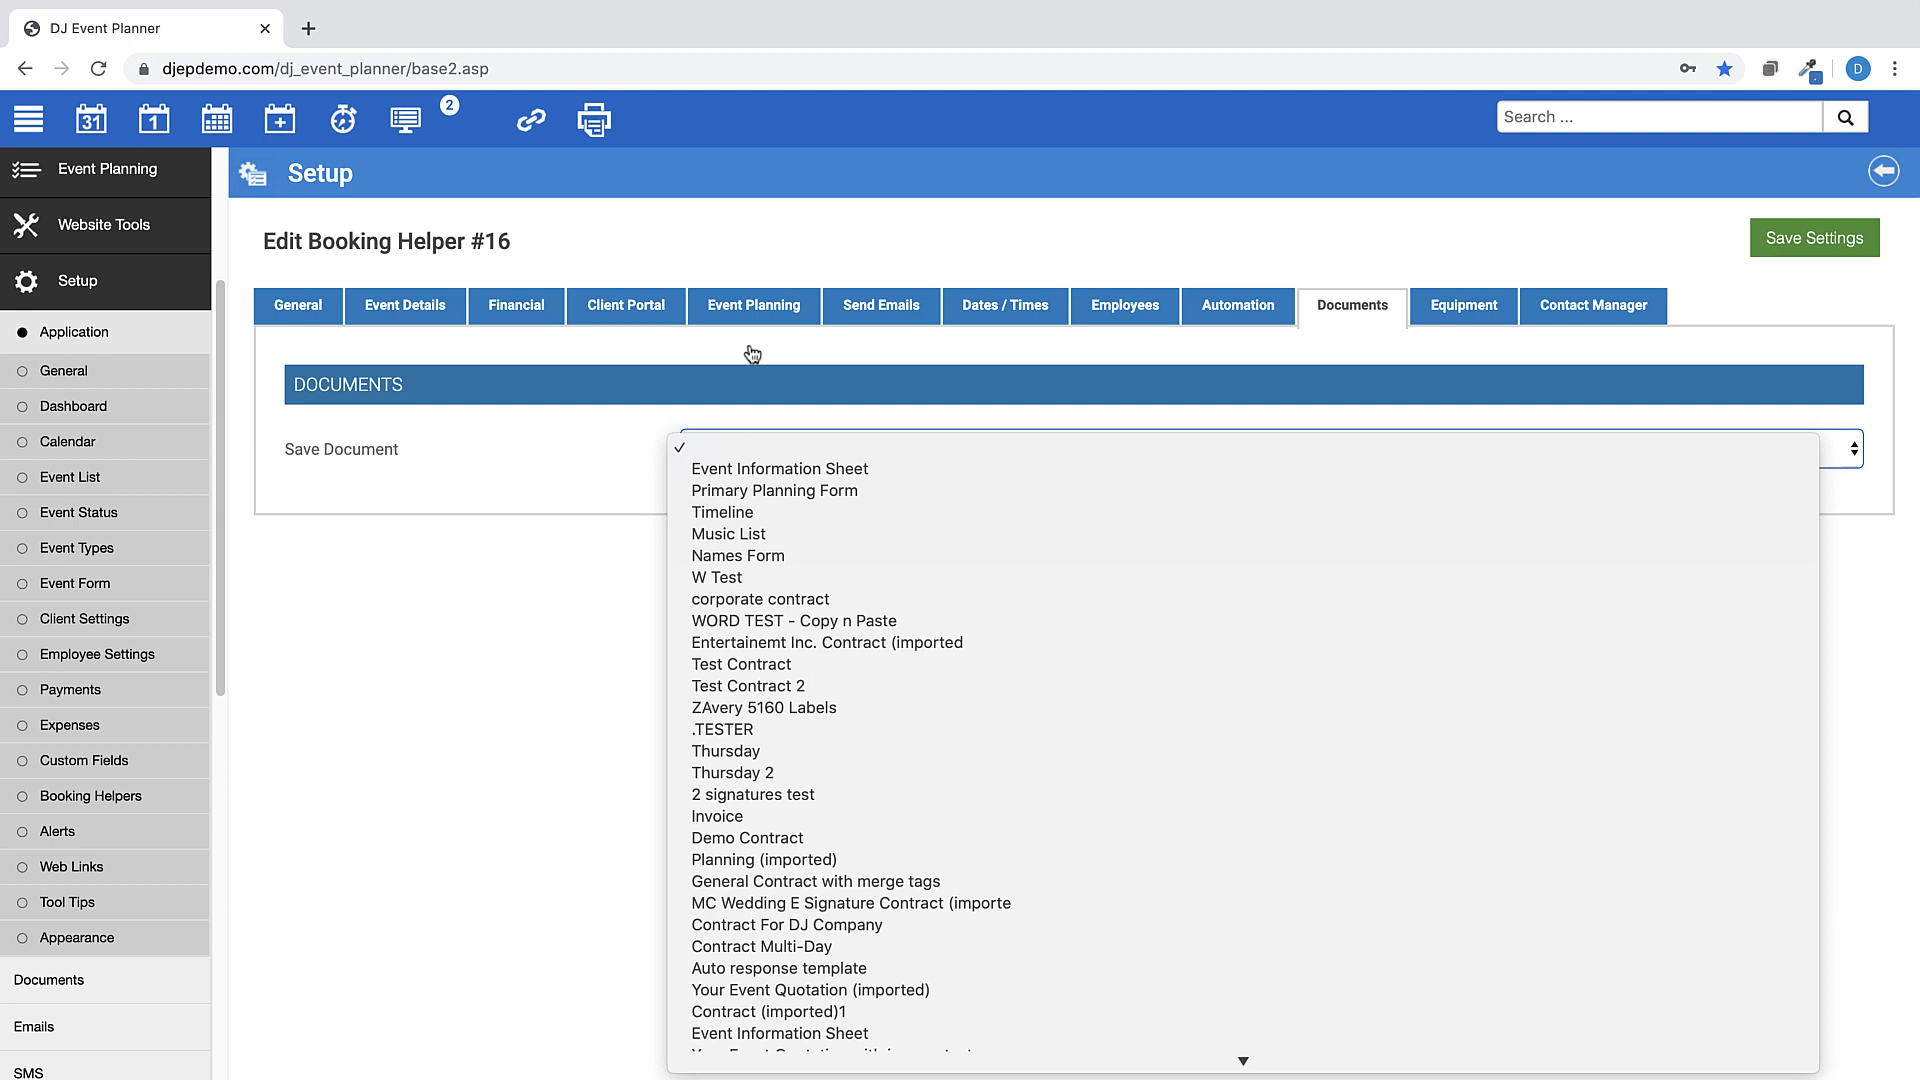 DJ Event Planner
djepdemo.com/dj_event_planner/base2.asp
D
31
1
2
Search ...
Event Planning
Website Tools
Setup
Application
General
Dashboard
Calendar
Event List
Event Status
Event Types
Event Form
Client Settings
Employee Settings
Payments
Expenses
Custom Fields
Booking Helpers
Alerts
Web Links
Tool Tips
Appearance
Documents
Emails
SMS
Setup
Edit Booking Helper #16
Save Settings
General
Event Details
Financial
Client Portal
Event Planning
Send Emails
Dates / Times
Employees
Automation
Documents
Equipment
Contact Manager
DOCUMENTS
Save Document
Event Information Sheet
Primary Planning Form
Timeline
Music List
Names Form
W Test
corporate contract
WORD TEST - Copy n Paste
Entertainemt Inc. Contract (imported
Test Contract
Test Contract 2
ZAvery 5160 Labels
.TESTER
Thursday
Thursday 2
2 signatures test
Invoice
Demo Contract
Planning (imported)
General Contract with merge tags
MC Wedding E Signature Contract (importe
Contract For DJ Company
Contract Multi-Day
Auto response template
Your Event Quotation (imported)
Contract (imported)1
Event Information Sheet